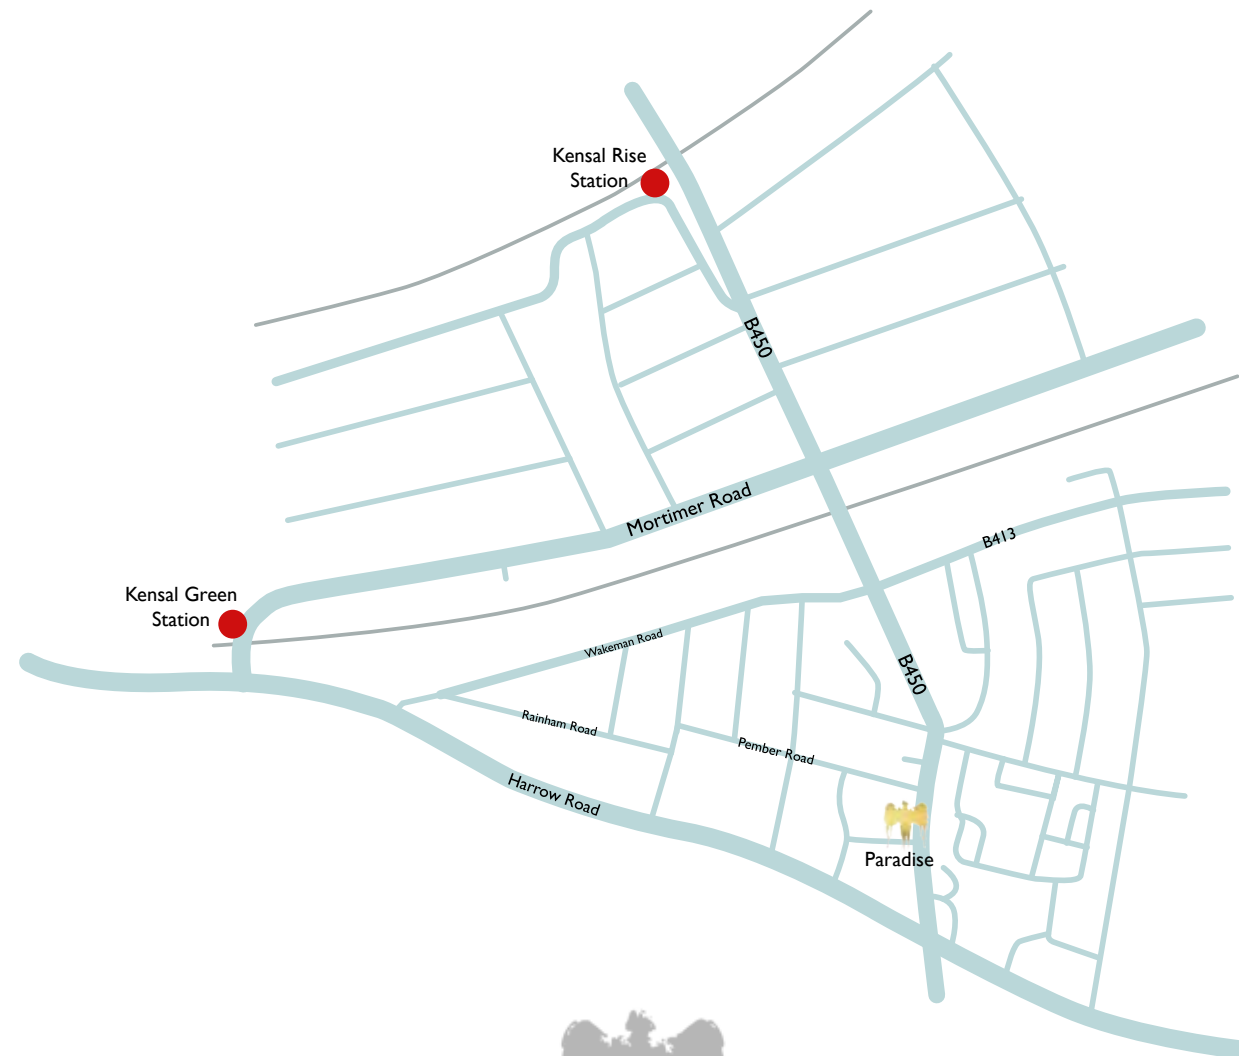 Kensal Rise
Station
B450
Mortimer Road
B413
Kensal Green
Station
Wakeman Road
B450
Rainham Road
Pember Road
Harrow Road
Paradise